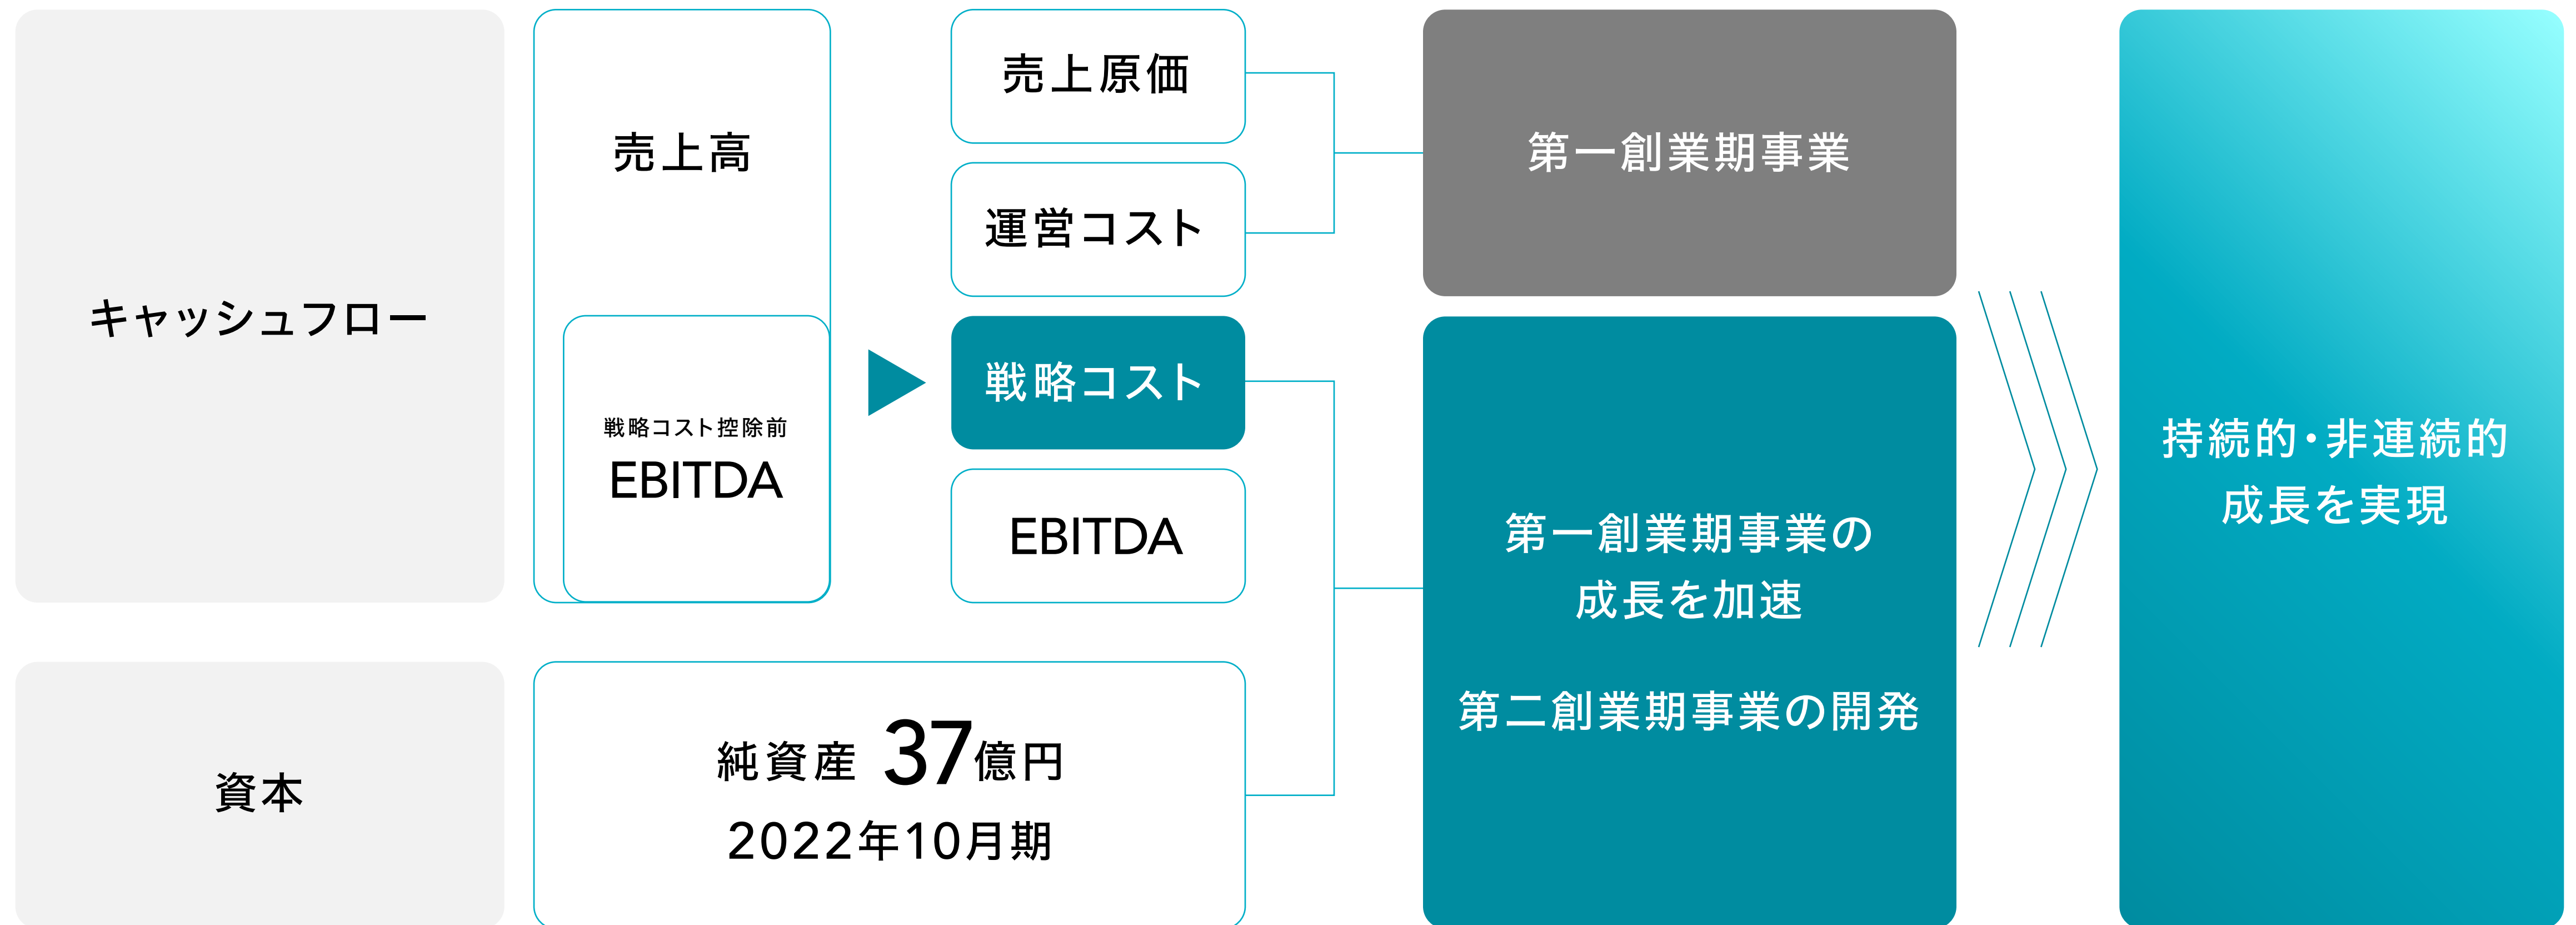 キャッシュフロー
売上高
戦略コスト控除前
EBITDA
売上原価
運営コスト
戦略コスト
EBITDA
第一創業期事業
第一創業期事業の
成長を加速
第二創業期事業の開発
持続的・非連続的
成長を実現
資本
純資産 37億円
2022年10月期